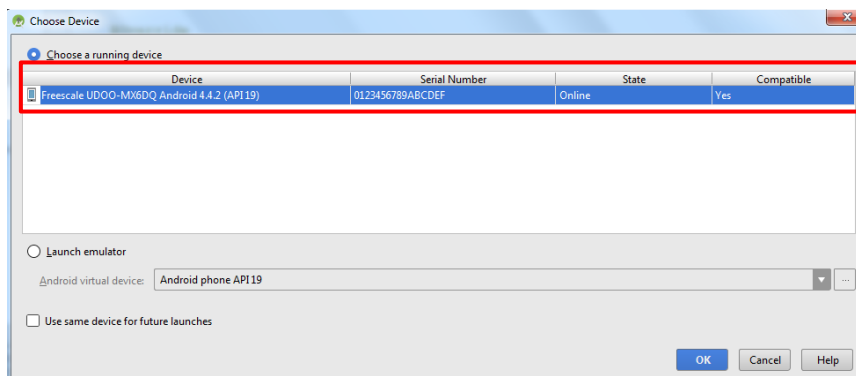 Choose Device
Choose a running device
Device Serial Number State Compatible
Freescale UDOO-MX6DQ Android 4.4.2 (API 19) 0123456789ABCDEF Online Yes
Launch emulator
Android virtual device: Android phone API 19 ...
Use same device for future launches
OK Cancel Help